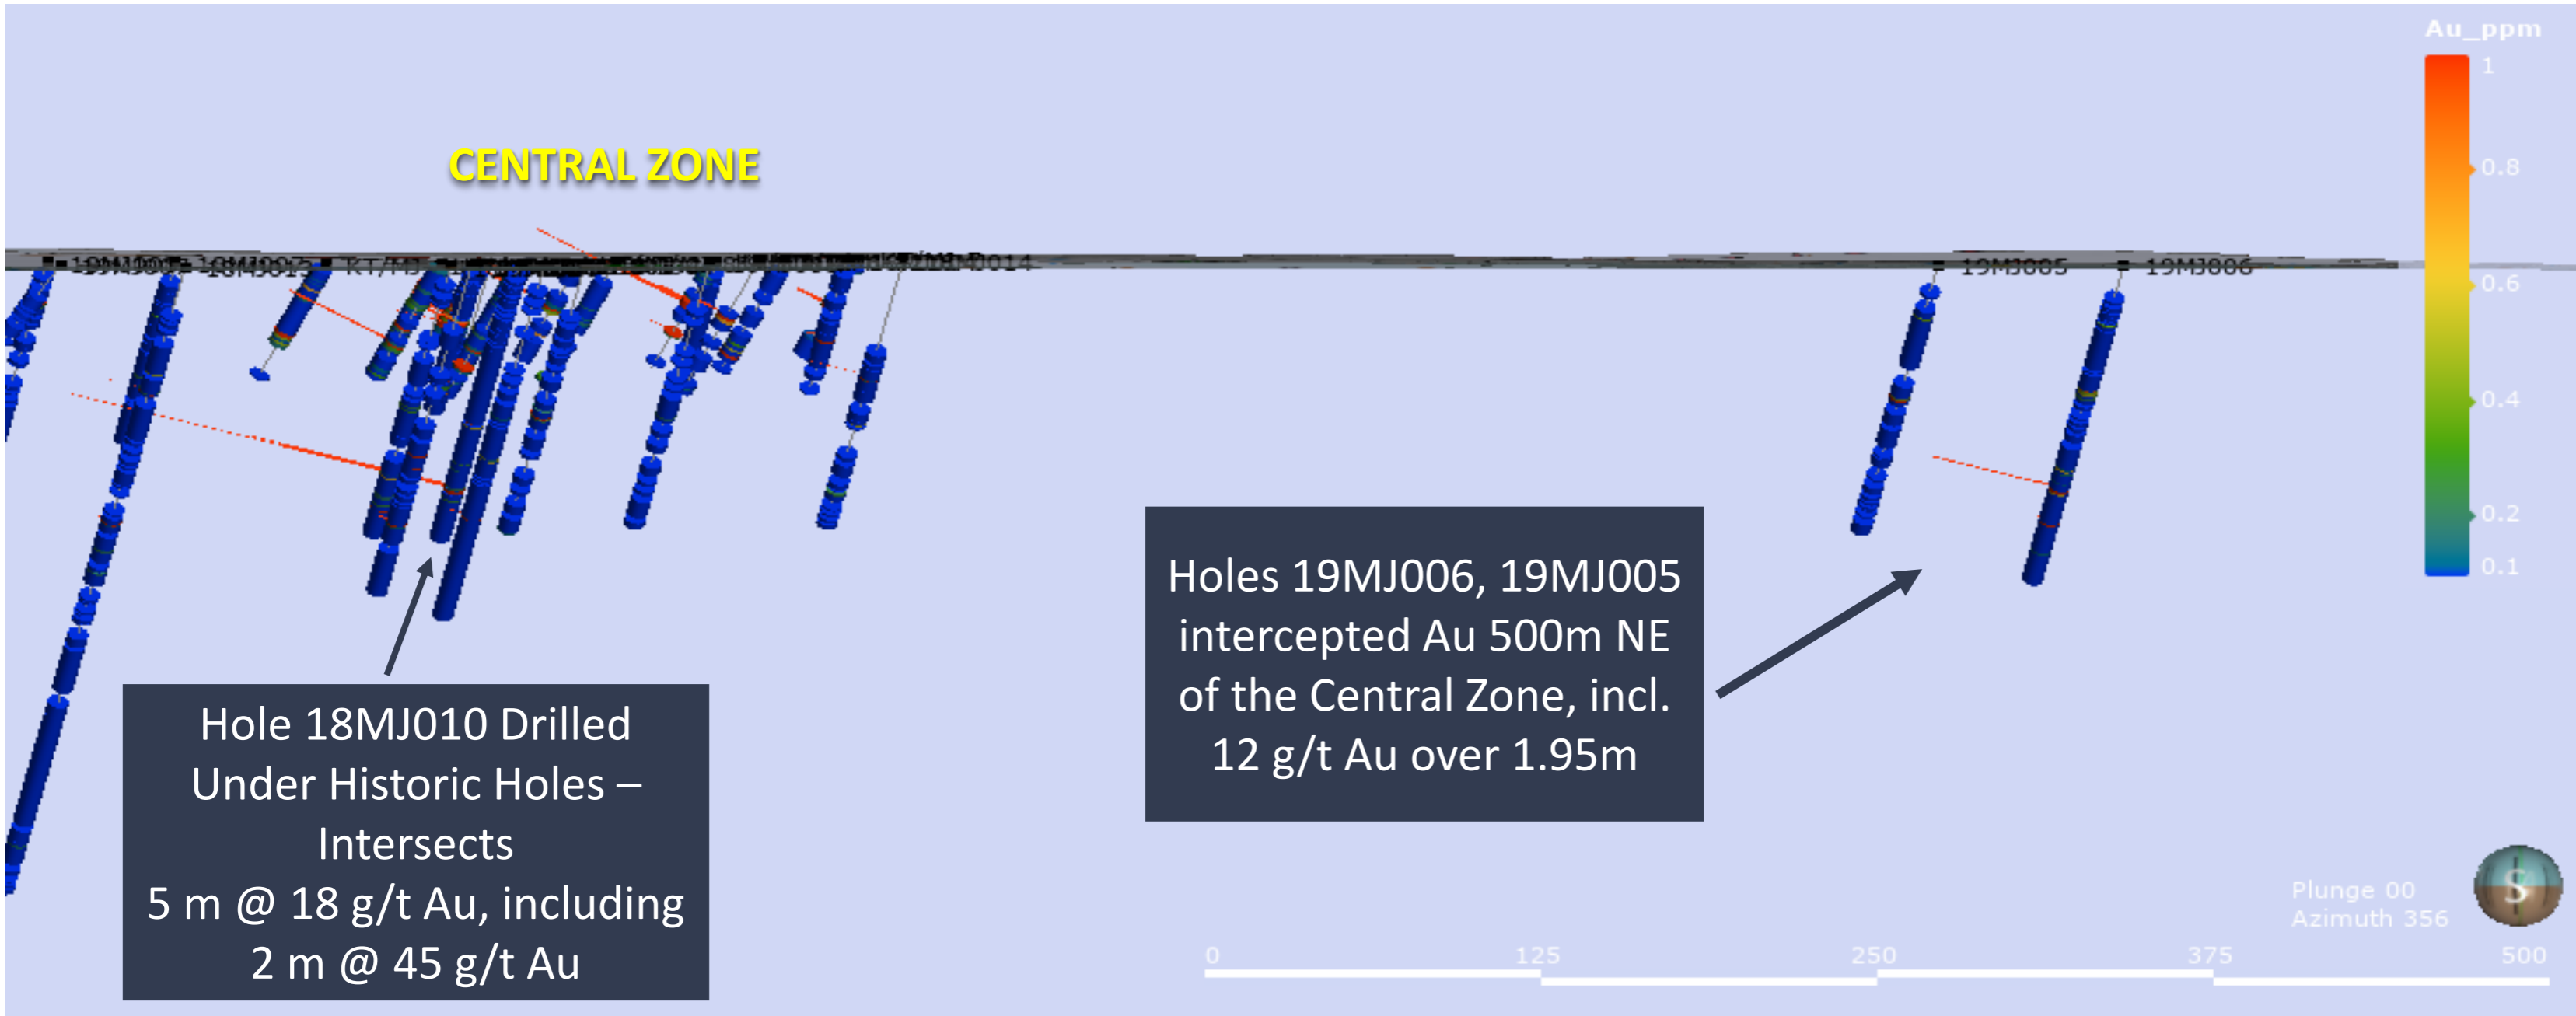 Au_ppm
1
0.8
0.6
0.4
0.2
0.1
CENTRAL ZONE
19MJ005
19MJ006
Hole 18MJ010 Drilled
Under Historic Holes –
Intersects
5 m @ 18 g/t Au, including
2 m @ 45 g/t Au
Holes 19MJ006, 19MJ005
intercepted Au 500m NE
of the Central Zone, incl.
12 g/t Au over 1.95m
Plunge 00
Azimuth 356
S
0 125 250 375 500